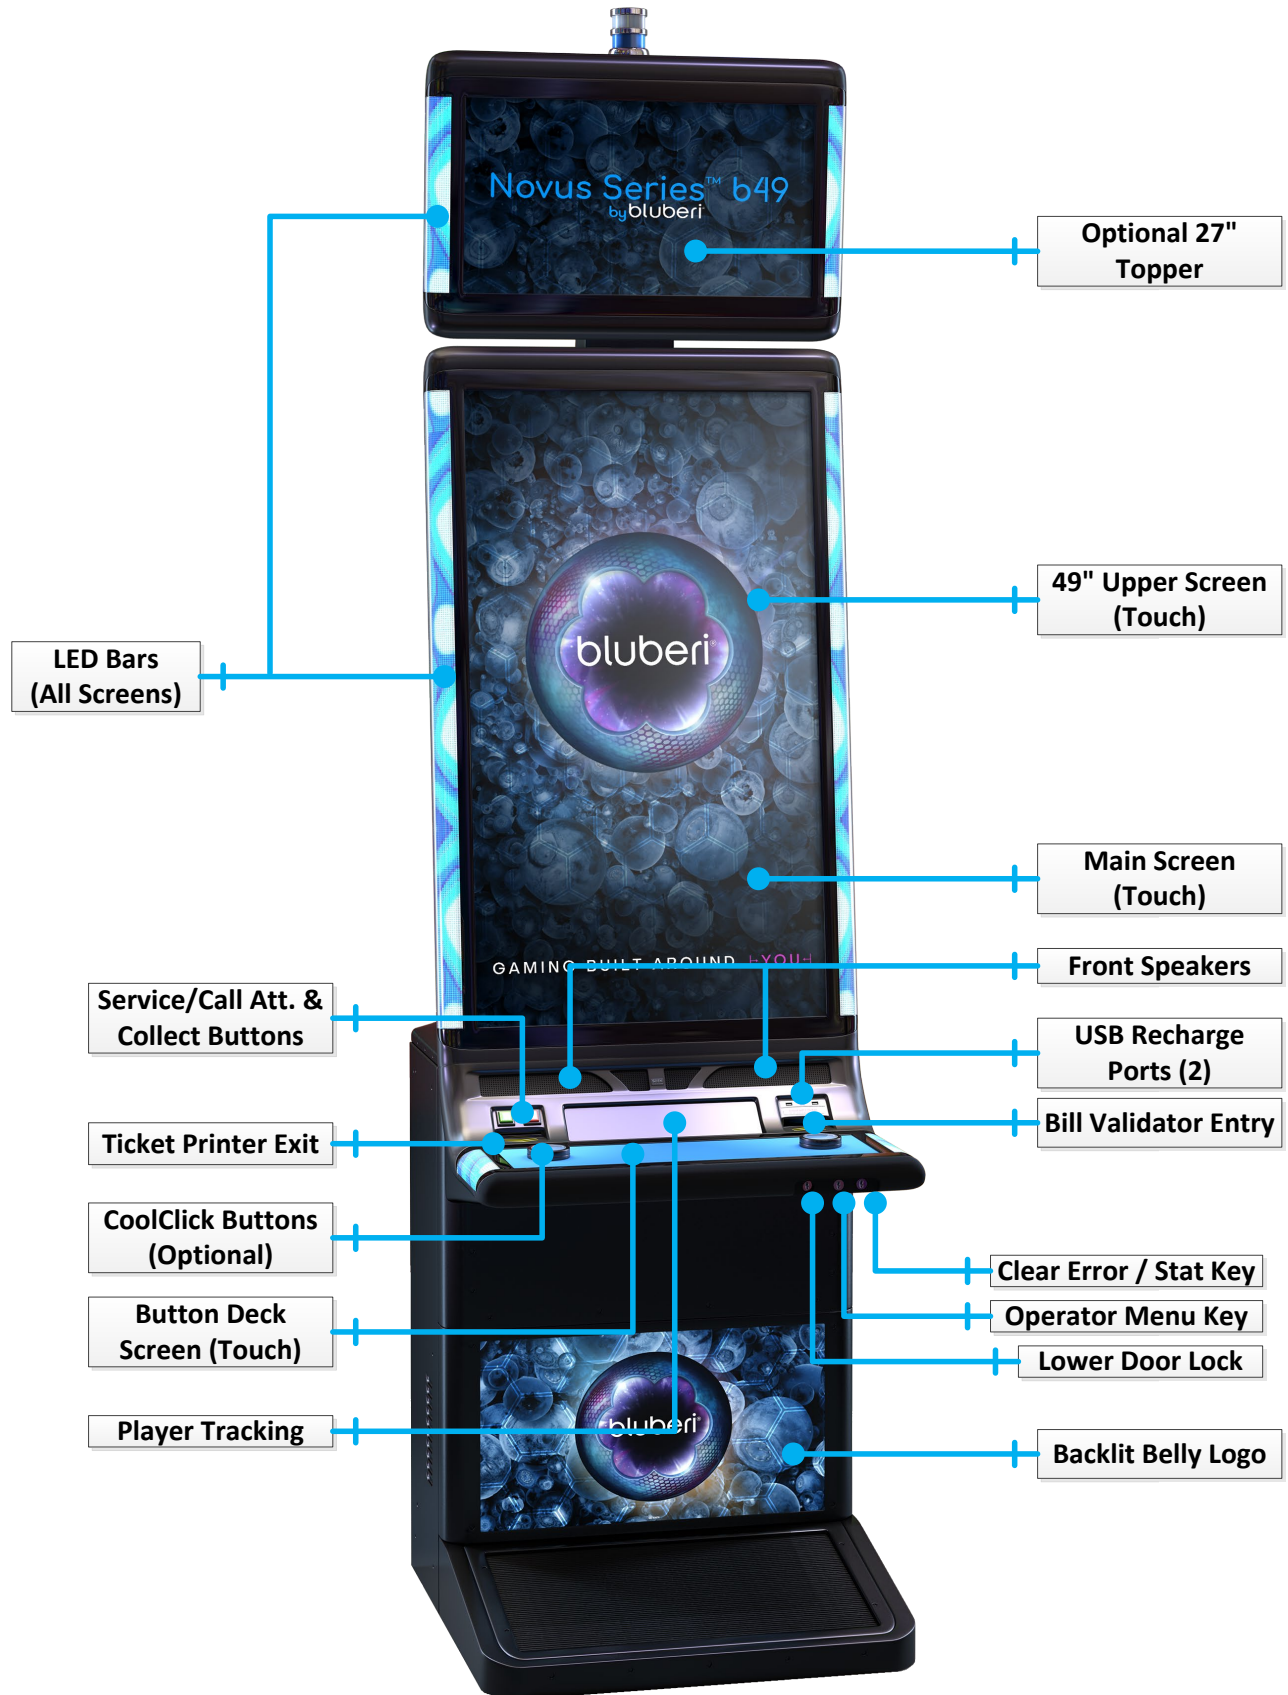 Novus Series™ b49
by bluberi
Optional 27"
Topper
49" Upper Screen
(Touch)
bluberi
LED Bars
(All Screens)
Main Screen
(Touch)
GAMING BUILT AROUND YOU
Front Speakers
Service/Call Att. &
Collect Buttons
USB Recharge
Ports (2)
Ticket Printer Exit
Bill Validator Entry
CoolClick Buttons
(Optional)
Clear Error / Stat Key
Button Deck
Screen (Touch)
Operator Menu Key
Lower Door Lock
Player Tracking
bluberi
Backlit Belly Logo